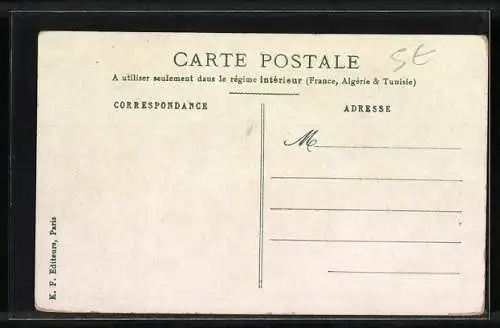 CARTE POSTALE
St
A utiliser seulement dans le régime intérieur (France, Algérie & Tunisie)
CORRESPONDANCE
ADRESSE
M
K. F. Editeurs, Paris